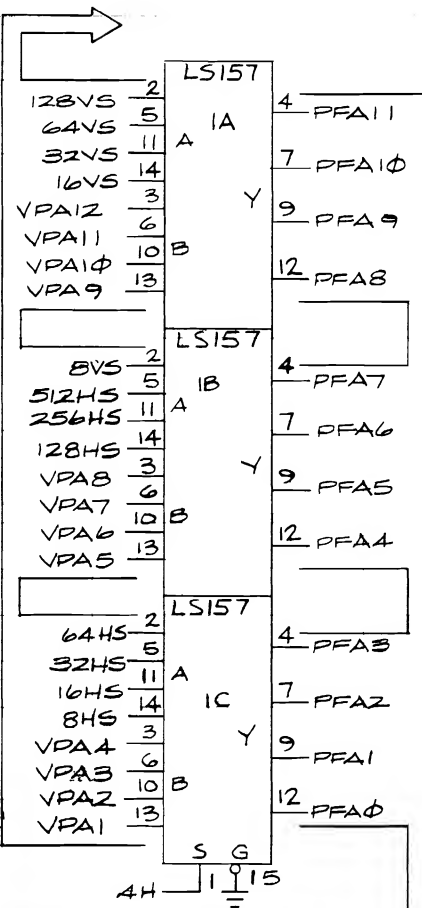 LS157
2
128VS
4
PFA11
5
64VS
1A
11
32VS
A
14
16VS
7
PFA1Φ
3
VPA12
Y
6
VPA11
9
PFA9
10
VPA1Φ
B
13
VPA9
12
PFA8
LS157
2
8VS
4
PFA7
5
512HS
1B
11
256HS
A
14
128HS
7
PFA6
3
VPA8
Y
6
VPA7
9
PFA5
10
VPA6
B
13
VPA5
12
PFA4
LS157
2
64HS
4
PFA3
5
32HS
11
16HS
A
14
8HS
1C
7
PFA2
3
VPA4
Y
6
VPA3
9
PFA1
10
VPA2
B
13
VPA1
12
PFAΦ
S G
4H 1 15